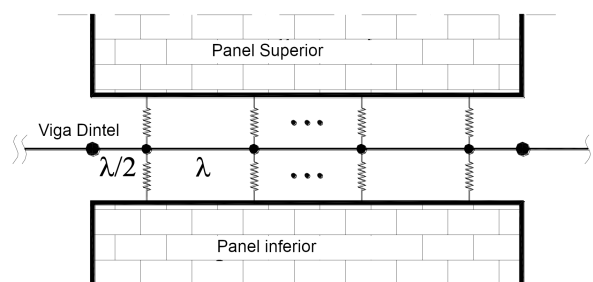 Panel Superior
• • •
Viga Dintel
λ/2
λ
• • •
Panel inferior